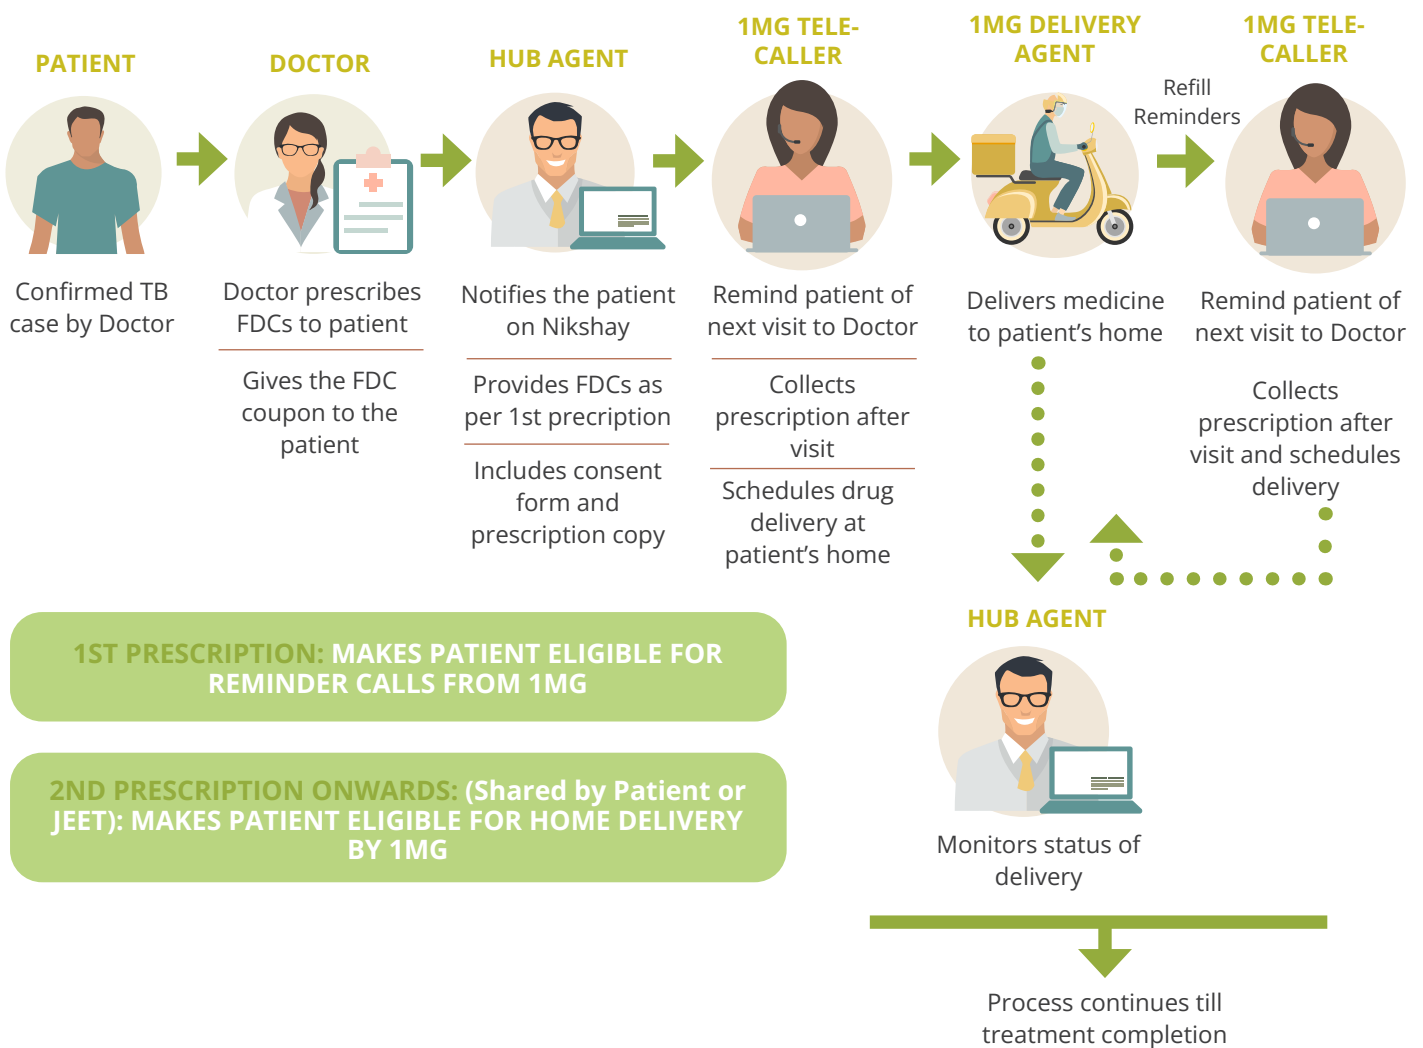 PATIENT
Confirmed TB
case by Doctor
DOCTOR
Doctor prescribes
FDCs to patient
Gives the FDC
coupon to the
patient
HUB AGENT
Notifies the patient
on Nikshay
Provides FDCs as
per 1st precription
Includes consent
form and
prescription copy
1MG TELE-
CALLER
Remind patient of
next visit to Doctor
Collects
prescription after
visit
Schedules drug
delivery at
patient’s home
1MG DELIVERY
AGENT
Delivers medicine
to patient’s home
Refill
Reminders
1MG TELE-
CALLER
Remind patient of
next visit to Doctor
Collects
prescription after
visit and schedules
delivery
HUB AGENT
Monitors status of
delivery
Process continues till
treatment completion
1ST PRESCRIPTION: MAKES PATIENT ELIGIBLE FOR
REMINDER CALLS FROM 1MG
2ND PRESCRIPTION ONWARDS: (Shared by Patient or
JEET): MAKES PATIENT ELIGIBLE FOR HOME DELIVERY
BY 1MG